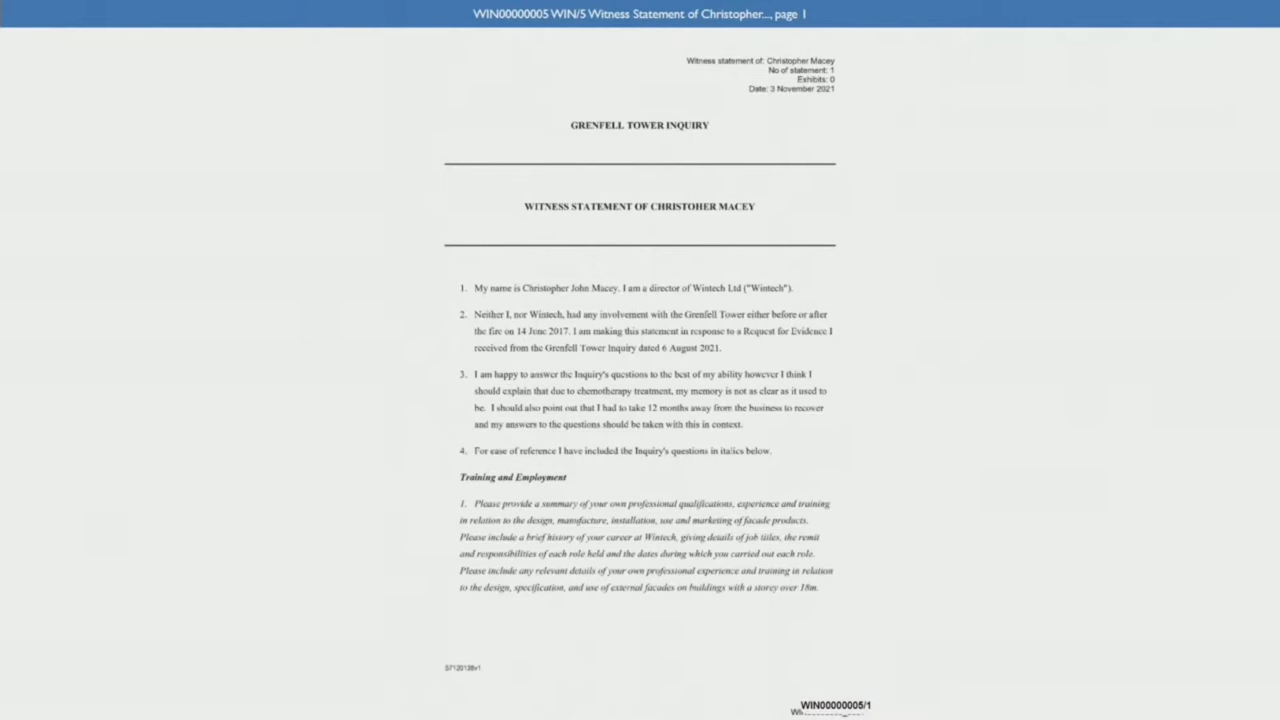 WIN00000005 WIN/5 Witness Statement of Christopher..., page 1
Witness statement of: Christopher Macey
No of statement: 1
Exhibits: 0
Date: 3 November 2021
GRENFELL TOWER INQUIRY
WITNESS STATEMENT OF CHRISTOHER MACEY
1. My name is Christopher John Macey. I am a director of Wintech Ltd ("Wintech").
2. Neither I, nor Wintech, had any involvement with the Grenfell Tower either before or after
the fire on 14 June 2017. I am making this statement in response to a Request for Evidence I
received from the Grenfell Tower Inquiry dated 6 August 2021.
3. I am happy to answer the Inquiry's questions to the best of my ability however I think I
should explain that due to chemotherapy treatment, my memory is not as clear as it used to
be. I should also point out that I had to take 12 months away from the business to recover
and my answers to the questions should be taken with this in context.
4. For ease of reference I have included the Inquiry's questions in italics below.
Training and Employment
1. Please provide a summary of your own professional qualifications, experience and training
in relation to the design, manufacture, installation, use and marketing of facade products.
Please include a brief history of your career at Wintech, giving details of job titles, the remit
and responsibilities of each role held and the dates during which you carried out each role.
Please include any relevant details of your own professional experience and training in relation
to the design, specification, and use of external facades on buildings with a storey over 18m.
57120138v1
WIN00000005/1